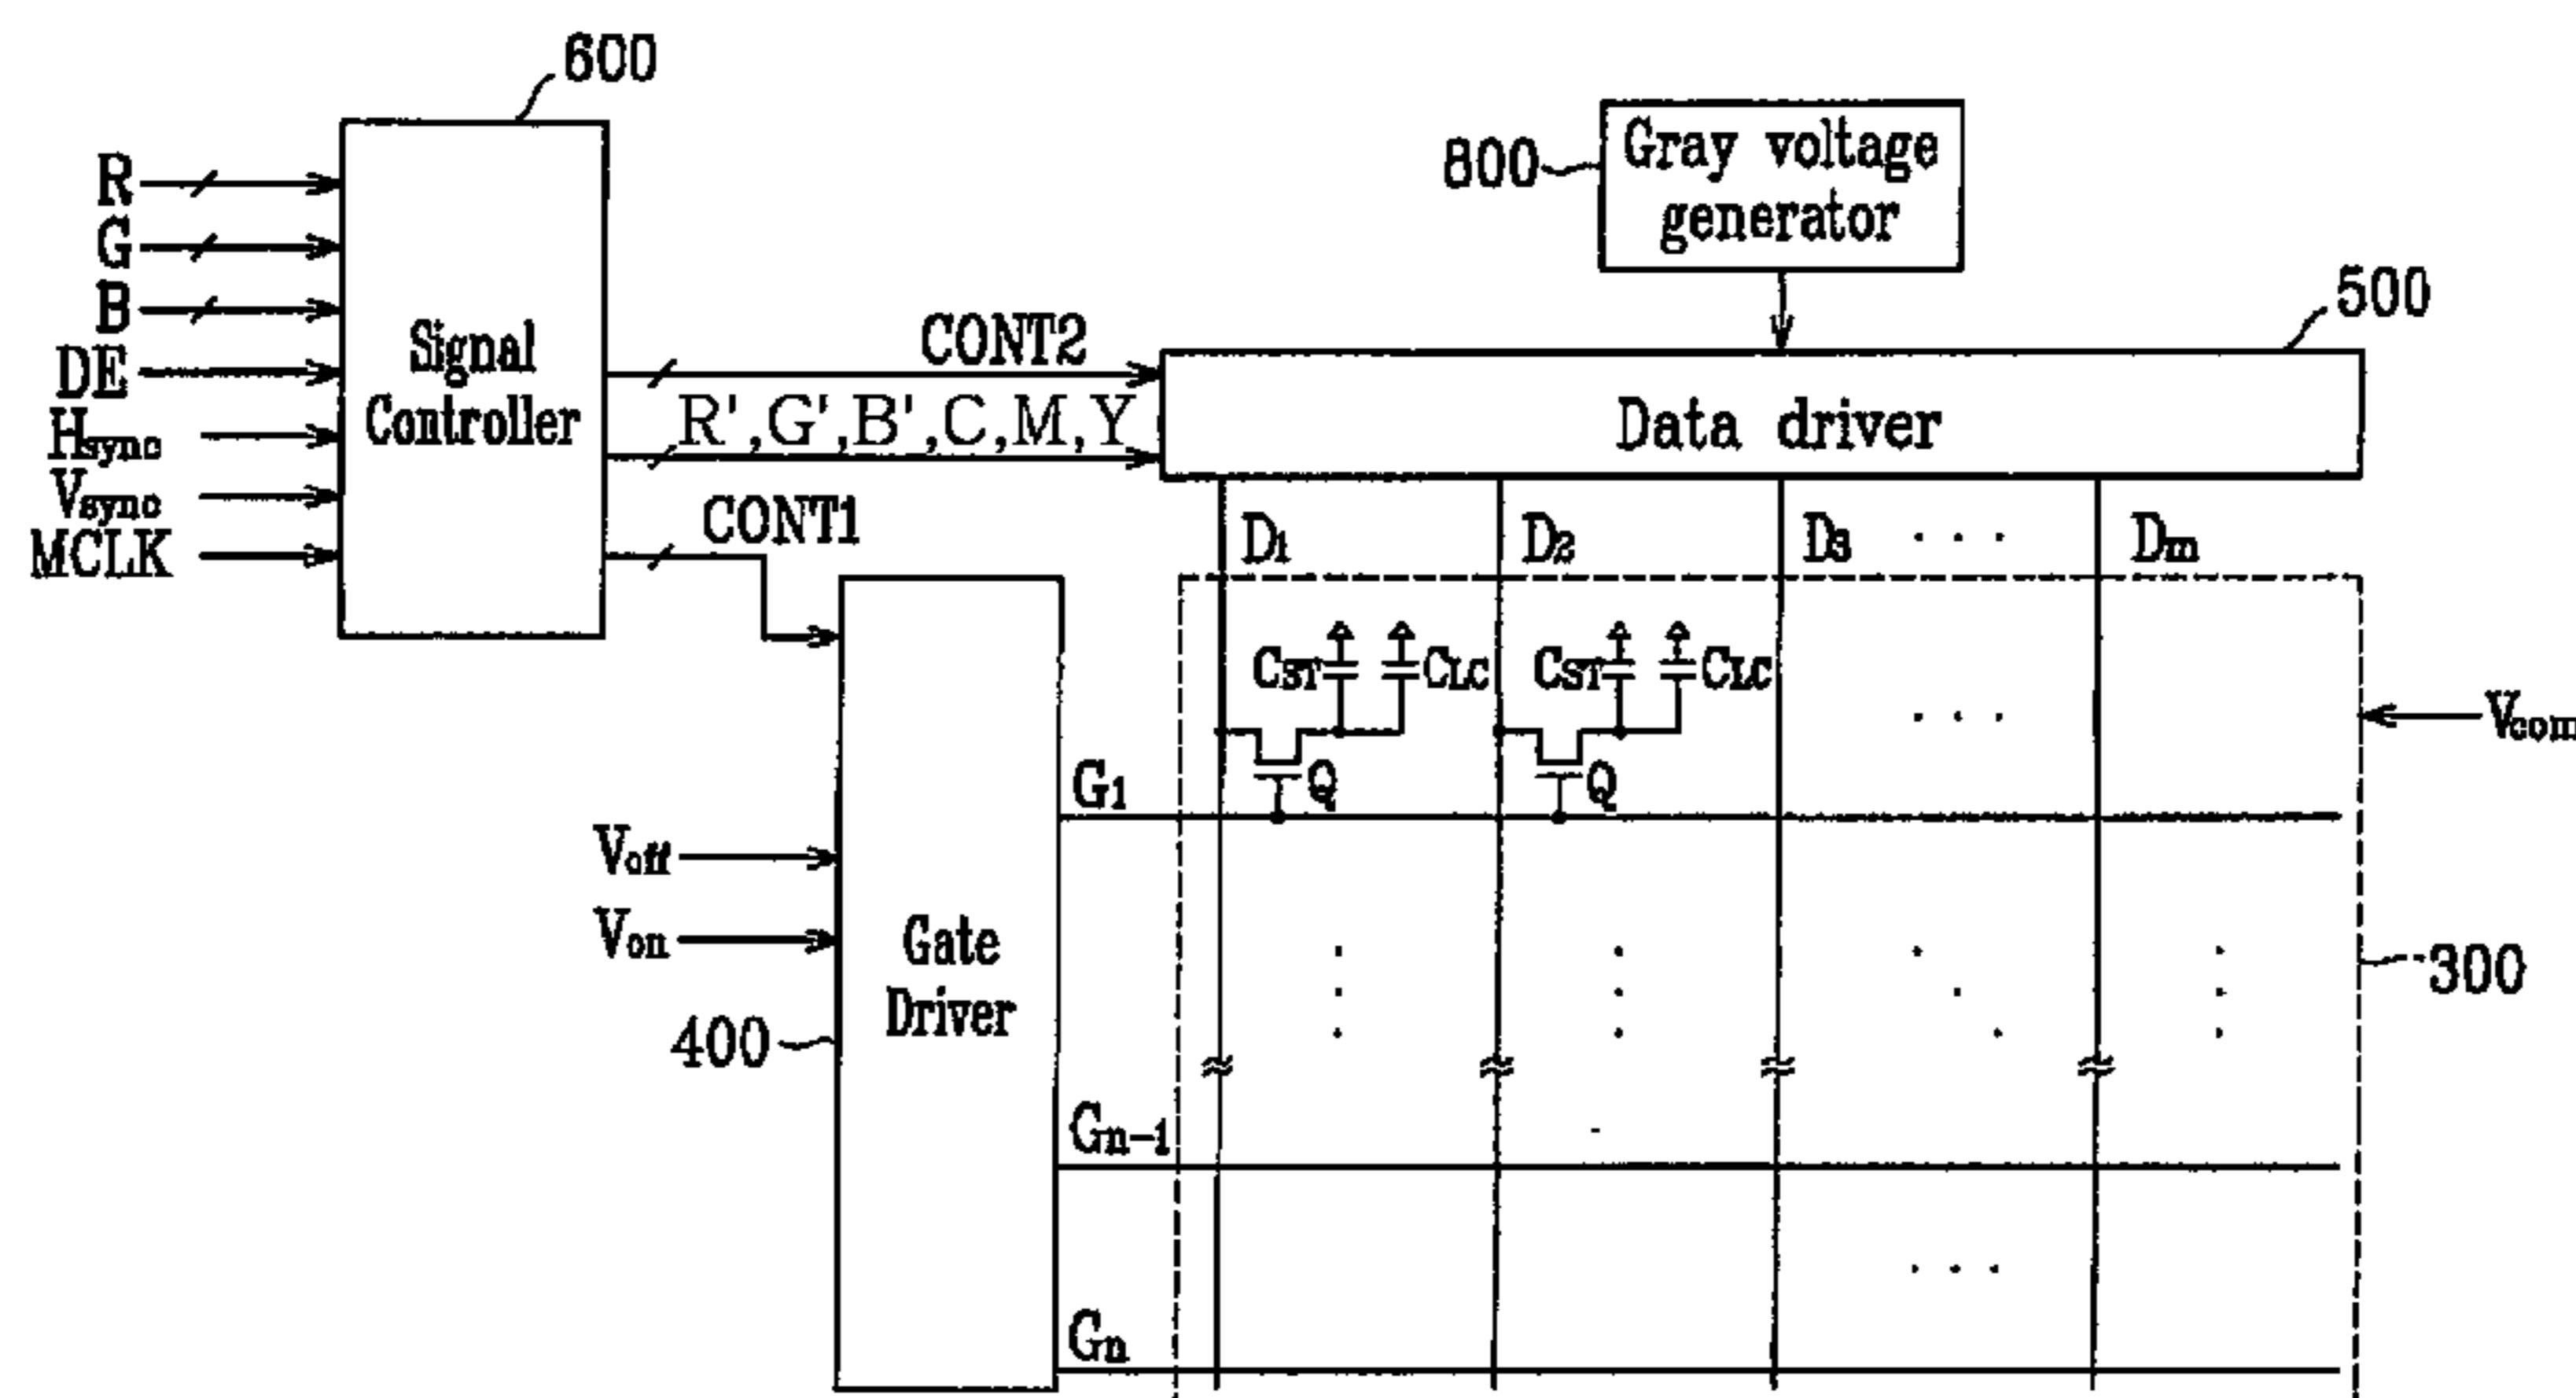 600
R
G
B
DE
Hsync
Vsync
MCLK
Signal
Controller
800
Gray voltage
generator
500
CONT2
R',G',B',C,M,Y
CONT1
Data driver
D1 D2 D3 . . . Dm
CST CLC CST CLC
. . .
Vcom
Q Q
G1
Voff
Von
Gate
Driver
400
300
Gn-1
. . .
Gn